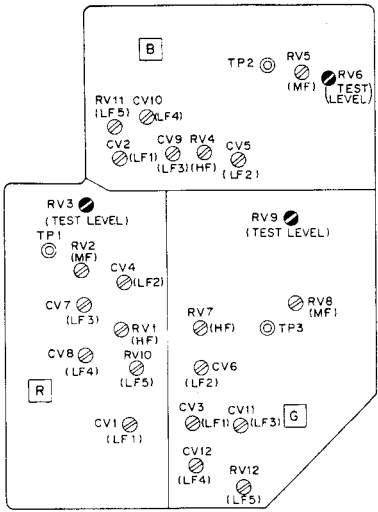 B
TP2
RV5
(MF)
RV6
(TEST
LEVEL)
RV11
(LF5)
CV10
(LF4)
CV2
(LF1)
CV9
(LF3)
RV4
(HF)
CV5
(LF2)
RV3
(TEST LEVEL)
TP1
RV2
(MF)
CV4
(LF2)
CV7
(LF3)
RV1
(HF)
CV8
(LF4)
RV10
(LF5)
R
CV1
(LF1)
RV9
(TEST LEVEL)
RV8
(MF)
RV7
(HF)
TP3
CV6
(LF2)
CV3
(LF1)
CV11
(LF3)
G
CV12
(LF4)
RV12
(LF5)